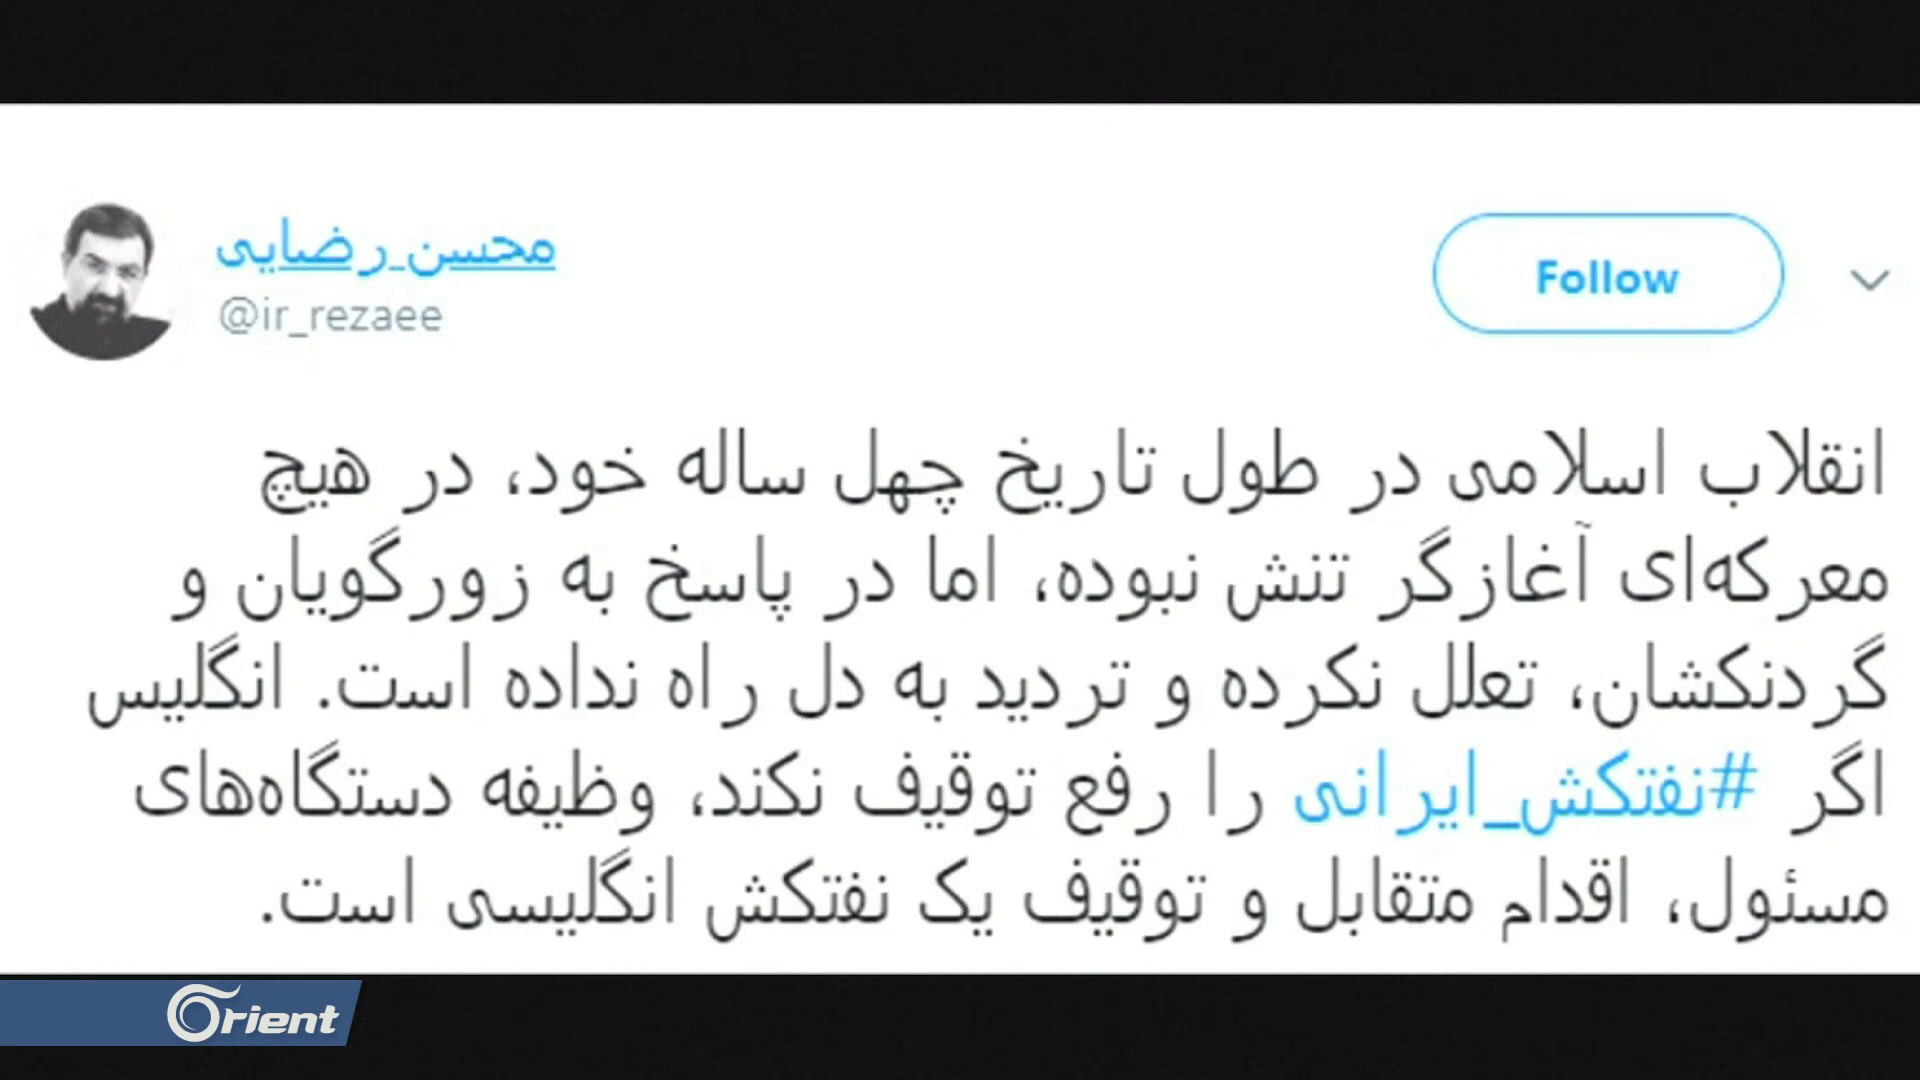 محسن_رضایی
@ir_rezaee
Follow
انقلاب اسلامی در طول تاریخ چهل ساله خود، در هیچ
معرکه‌ای آغازگر تنش نبوده، اما در پاسخ به زورگویان و
گردنکشان، تعلل نکرده و تردید به دل راه نداده است. انگلیس
اگر #نفتکش_ایرانی را رفع توقیف نکند، وظیفه دستگاه‌های
مسئول، اقدام متقابل و توقیف یک نفتکش انگلیسی است.
Orient